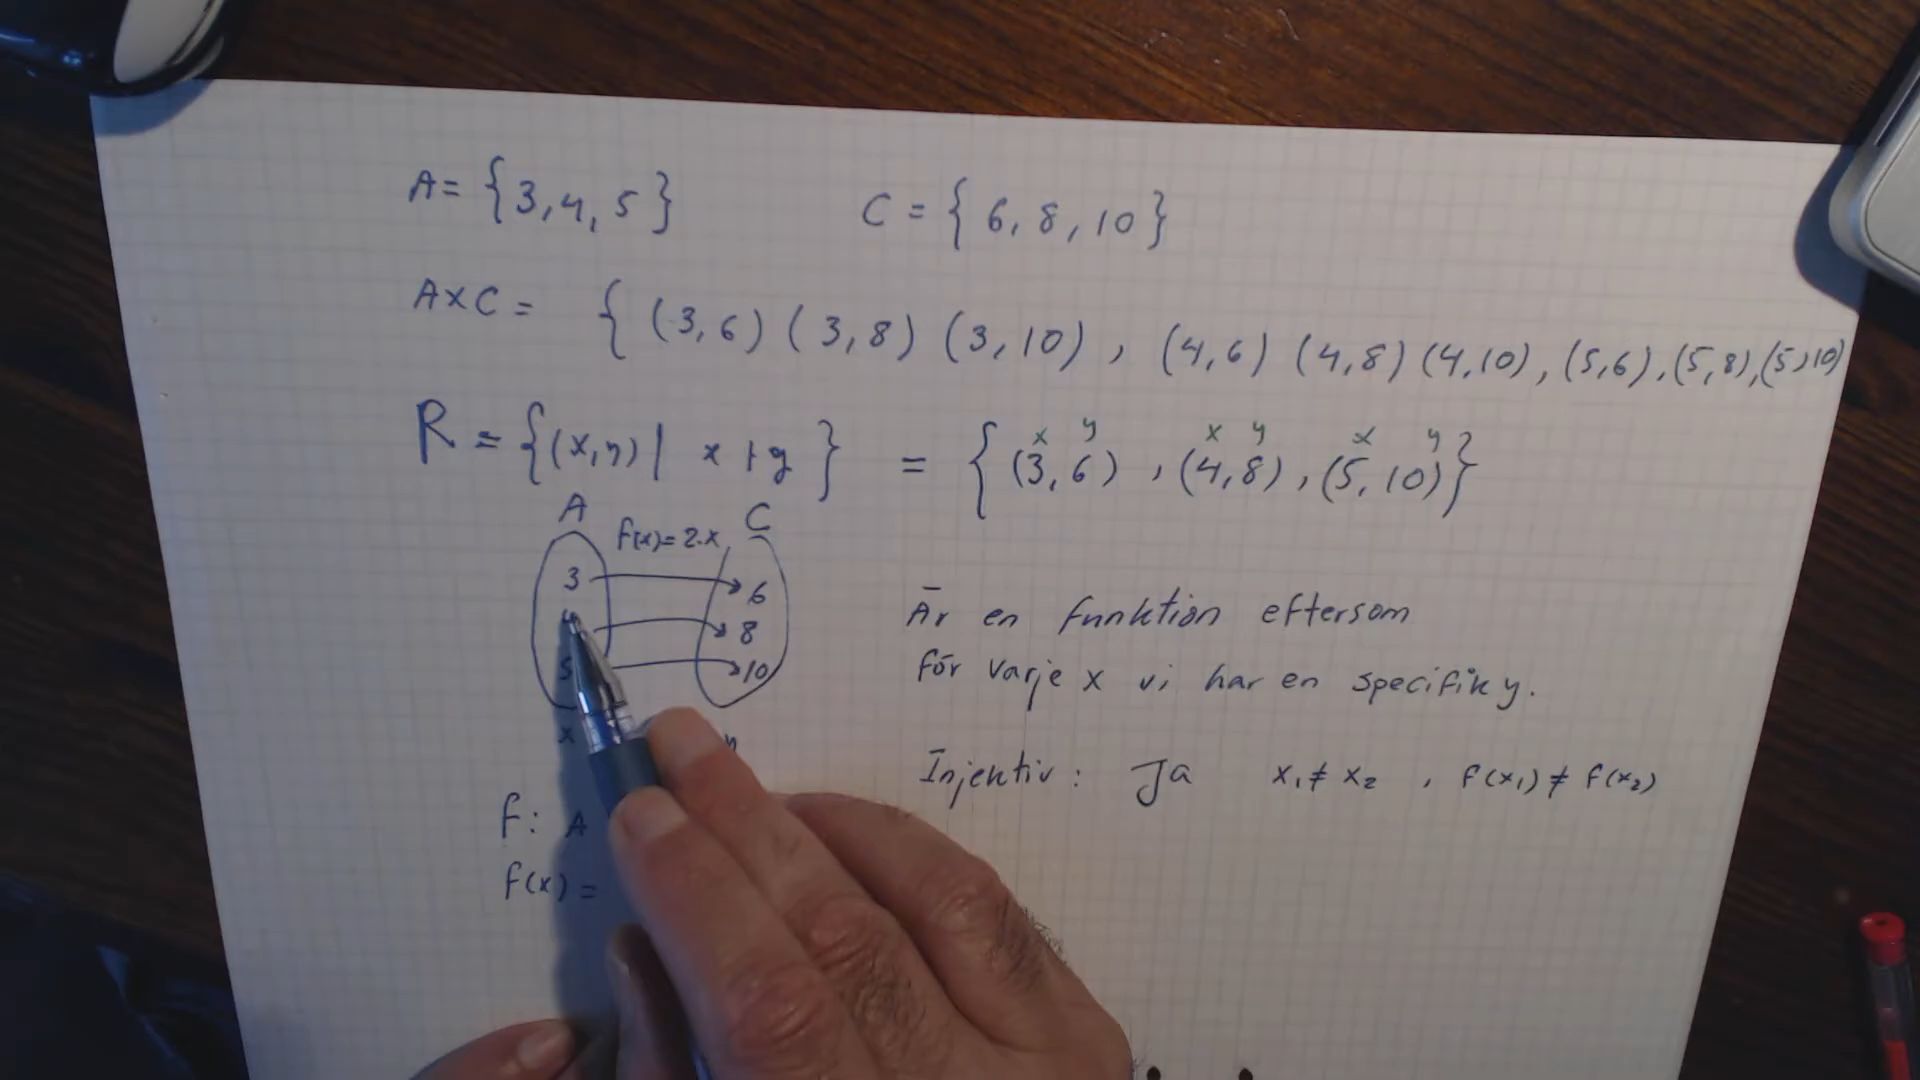 A = {3, 4, 5} C = {6, 8, 10}
A×C = { (3,6) (3,8) (3,10) , (4,6) (4,8) (4,10), (5,6), (5,8), (5,10)
R = {(x,y) | x + y } = { (3,6) , (4,8) , (5,10)}
x y x y x y
A C
f(x)=2·x
3 6
4 8
5 10
x
Är en funktion eftersom
för varje x vi har en specifik y.
Injektiv : Ja x₁ ≠ x₂ , f(x₁) ≠ f(x₂)
f: A
f(x) =